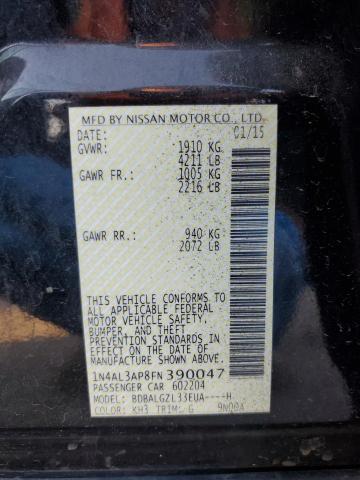 MFD BY NISSAN MOTOR CO., LTD.
DATE: 01/15
GVWR: 1910 KG
4211 LB
GAWR FR.: 1005 KG
2216 LB
GAWR RR.: 940 KG
2072 LB
THIS VEHICLE CONFORMS TO
ALL APPLICABLE FEDERAL
MOTOR VEHICLE SAFETY,
BUMPER, AND THEFT
PREVENTION STANDARDS
IN EFFECT ON THE DATE
OF MANUFACTURE SHOWN
ABOVE.
1N4AL3AP8FN 390047
PASSENGER CAR 602204
MODEL: BDBALGZL33EUA----H
COLOR: KH3 TRIM: G 9N00A